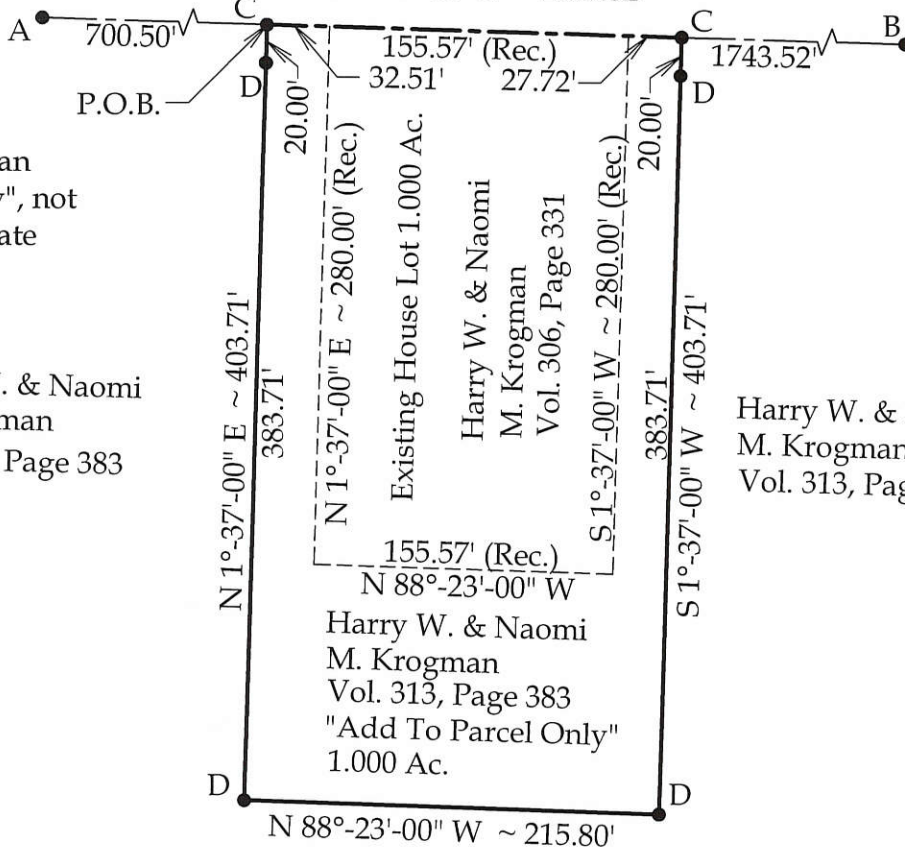 A
700.50'
C
155.57' (Rec.)
C
1743.52'
B
D
32.51'
27.72'
D
P.O.B.
20.00'
20.00'
an
y", not
ate
N 1°-37'-00" E ~ 403.71'
383.71'
N 1°-37'-00" E ~ 280.00' (Rec.)
Existing House Lot 1.000 Ac.
Harry W. & Naomi
M. Krogman
Vol. 306, Page 331
S 1°-37'-00" W ~ 280.00' (Rec.)
383.71'
S 1°-37'-00" W ~ 403.71'
. & Naomi
man
Page 383
Harry W. &
M. Krogman
Vol. 313, Pag
155.57' (Rec.)
N 88°-23'-00" W
Harry W. & Naomi
M. Krogman
Vol. 313, Page 383
"Add To Parcel Only"
1.000 Ac.
D
D
N 88°-23'-00" W ~ 215.80'